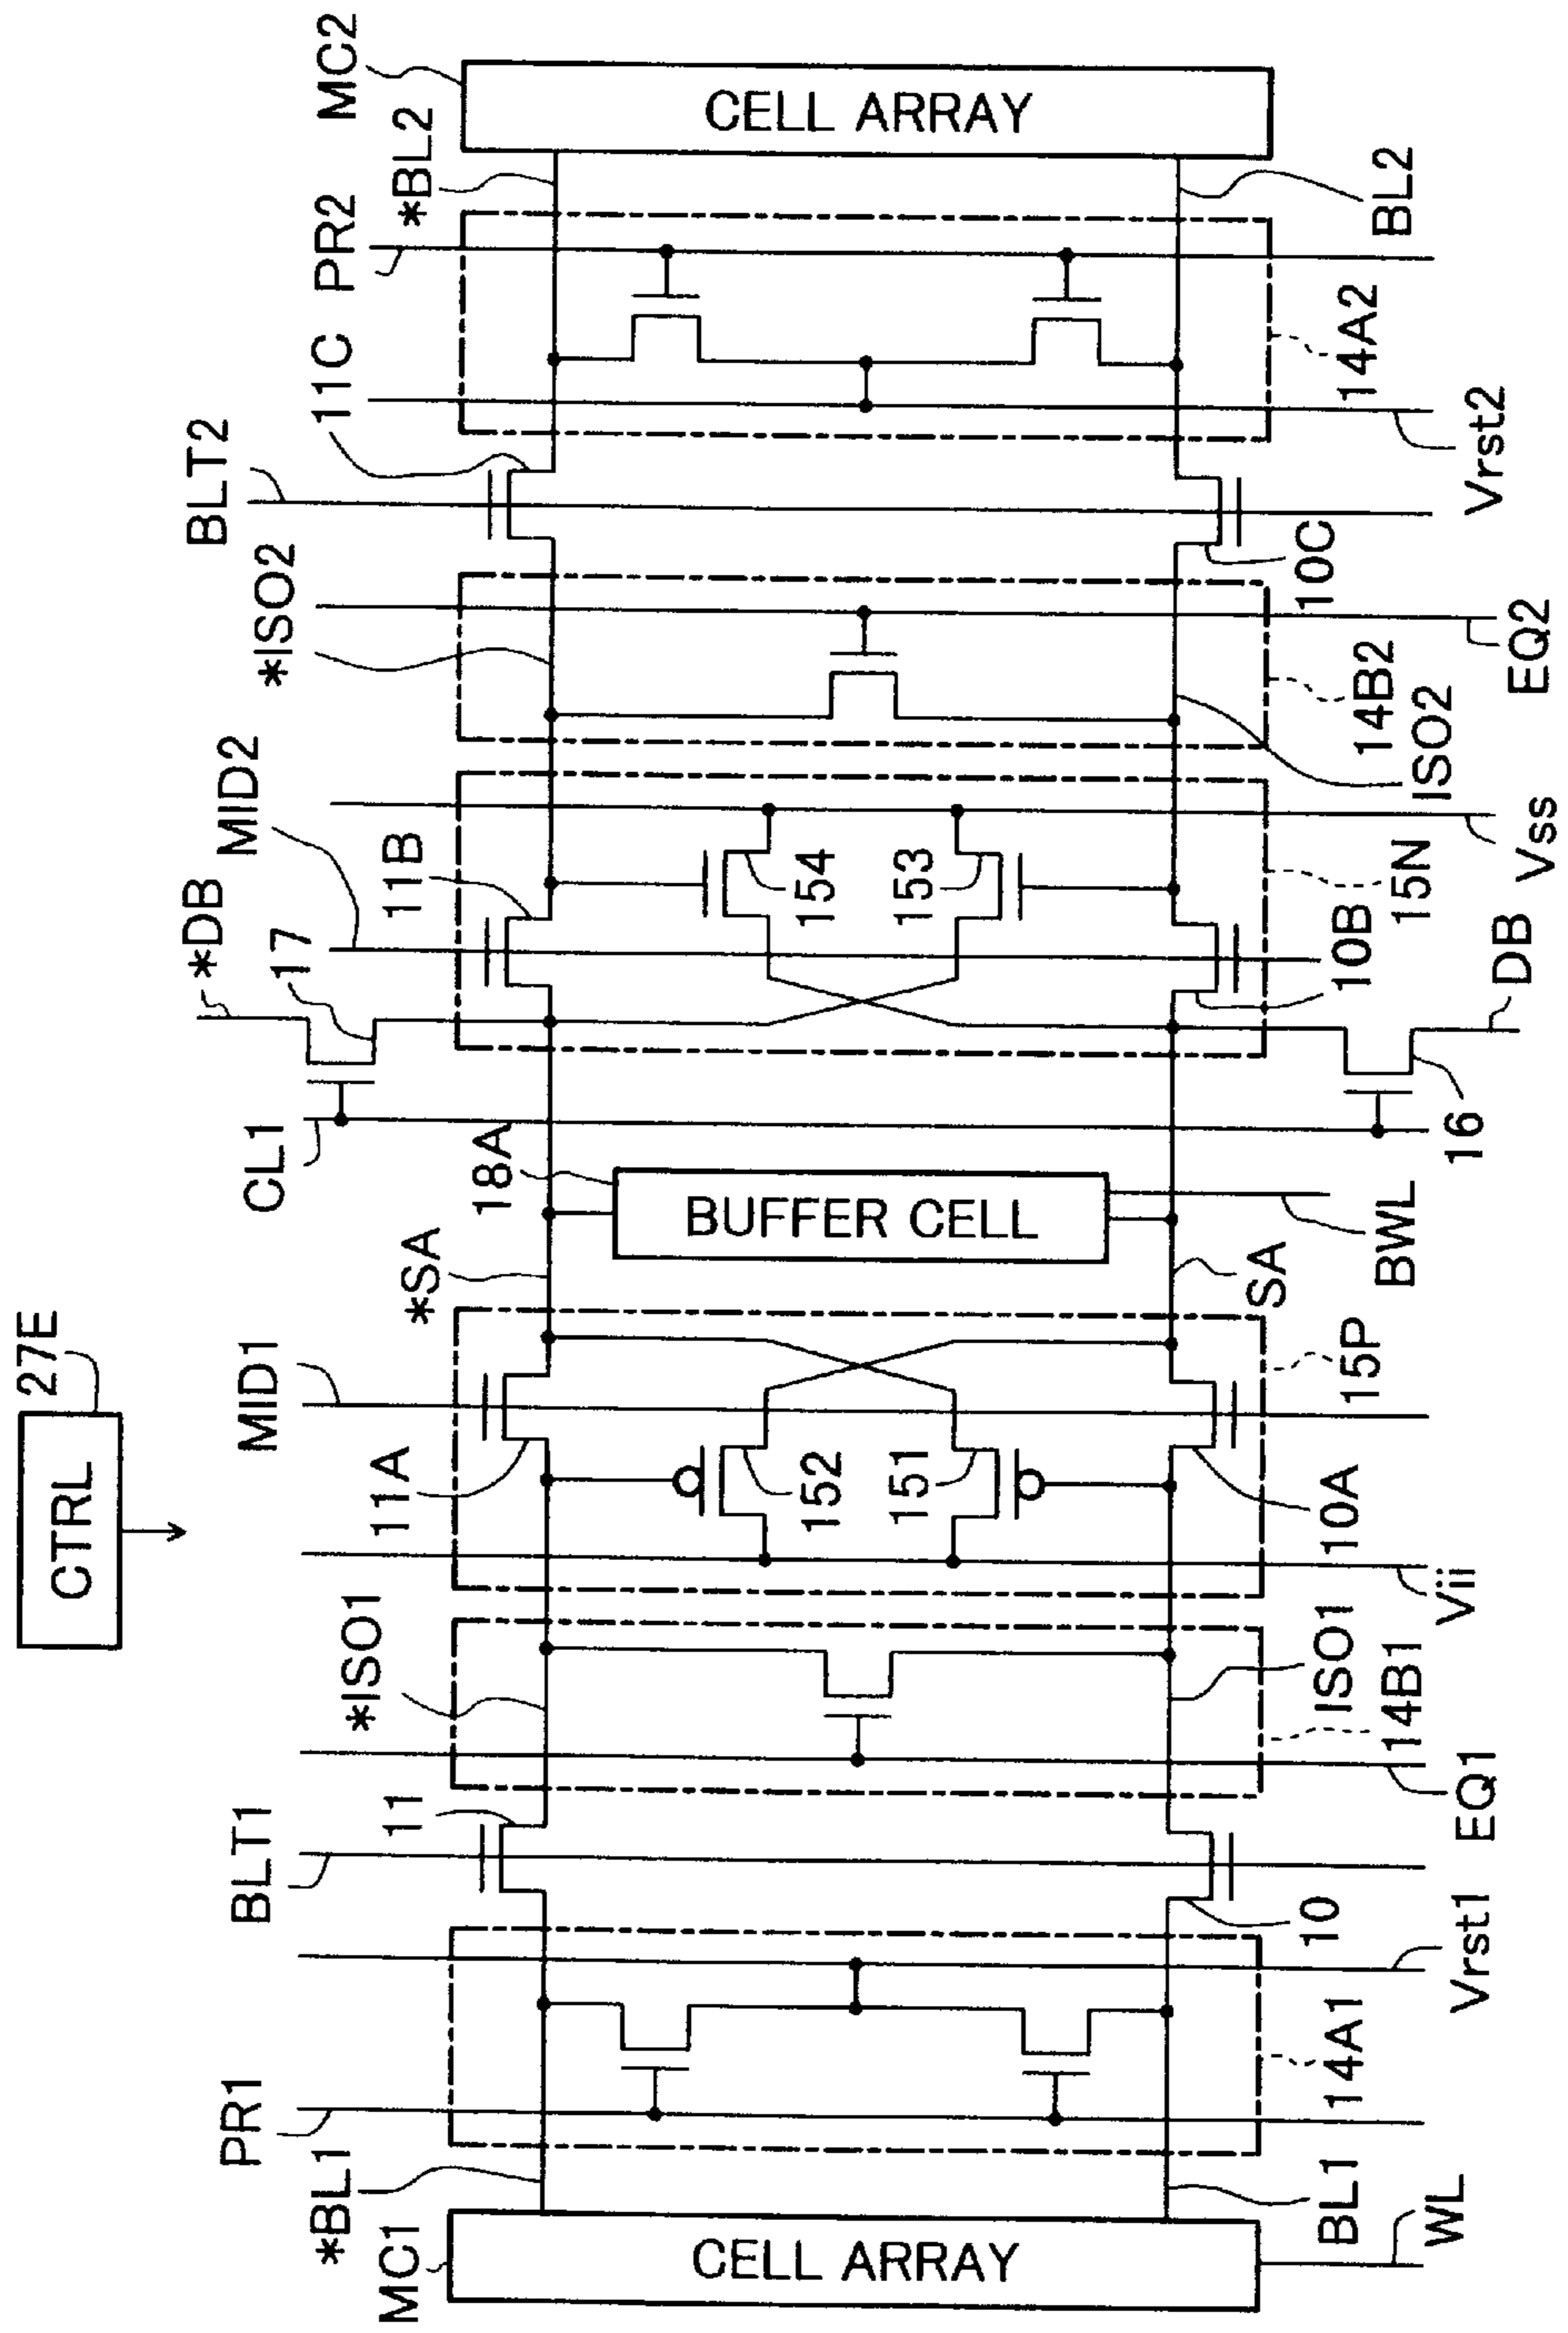 27E
CTRL
MC2
CELL ARRAY
*BL2
BL2
PR2
14A2
11C
Vrst2
BLT2
10C
*ISO2
EQ2
14B2
ISO2
MID2
Vss
11B
154
153
15N
*DB
17
10B
DB
CL1
16
18A
BUFFER CELL
BWL
*SA
SA
MID1
15P
11A
152
151
10A
Vii
*ISO1
ISO1
14B1
EQ1
BLT1
11
10
Vrst1
PR1
14A1
*BL1
BL1
MC1
CELL ARRAY
WL